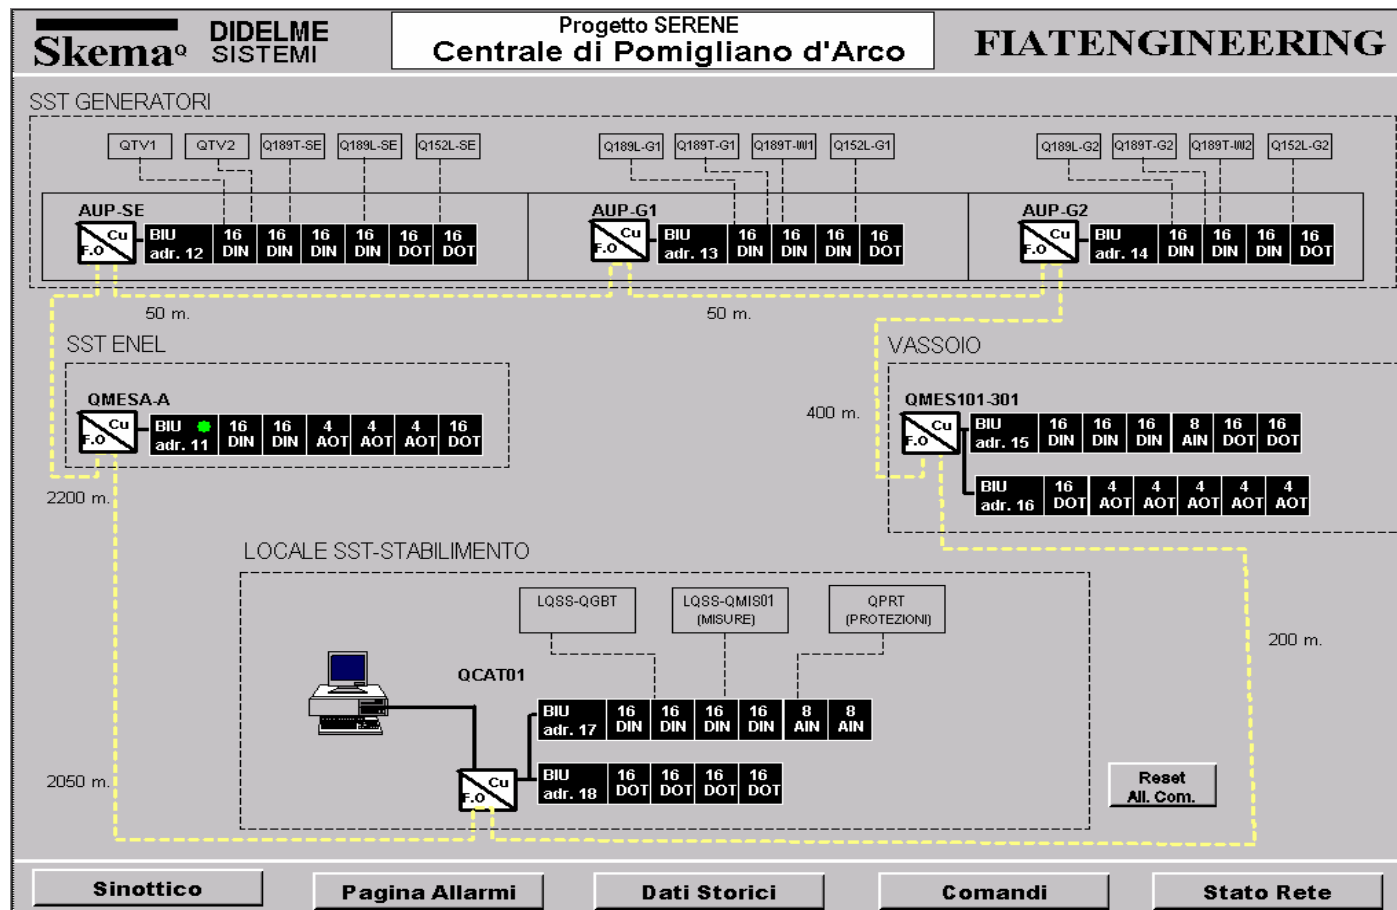 Skema Q
DIDELME
SISTEMI
Progetto SERENE
Centrale di Pomigliano d'Arco
FIATENGINEERING
SST GENERATORI
QTV1 QTV2 Q189T-SE Q189L-SE Q152L-SE
Q189L-G1 Q189T-G1 Q189T-W1 Q152L-G1
Q189L-G2 Q189T-G2 Q189T-W2 Q152L-G2
AUP-SE
Cu
F.O
BIU 16 16 16 16 16 16
adr. 12 DIN DIN DIN DIN DOT DOT
AUP-G1
Cu
F.O
BIU 16 16 16 16
adr. 13 DIN DIN DIN DOT
AUP-G2
Cu
F.O
BIU 16 16 16 16
adr. 14 DIN DIN DIN DOT
50 m.
50 m.
SST ENEL
QMESA-A
Cu
F.O
BIU 16 16 4 4 4 16
adr. 11 DIN DIN AOT AOT AOT DOT
2200 m.
VASSOIO
400 m.
QMES101-301
Cu
F.O
BIU 16 16 16 8 16 16
adr. 15 DIN DIN DIN AIN DOT DOT
BIU 16 4 4 4 4 4
adr. 16 DOT AOT AOT AOT AOT AOT
LOCALE SST-STABILIMENTO
LQSS-QGBT
LQSS-QMIS01
(MISURE)
QPRT
(PROTEZIONI)
200 m.
QCAT01
BIU 16 16 16 16 8 8
adr. 17 DIN DIN DIN DIN AIN AIN
Cu
F.O
BIU 16 16 16 16
adr. 18 DOT DOT DOT DOT
2050 m.
Reset
All. Com.
Sinottico
Pagina Allarmi
Dati Storici
Comandi
Stato Rete